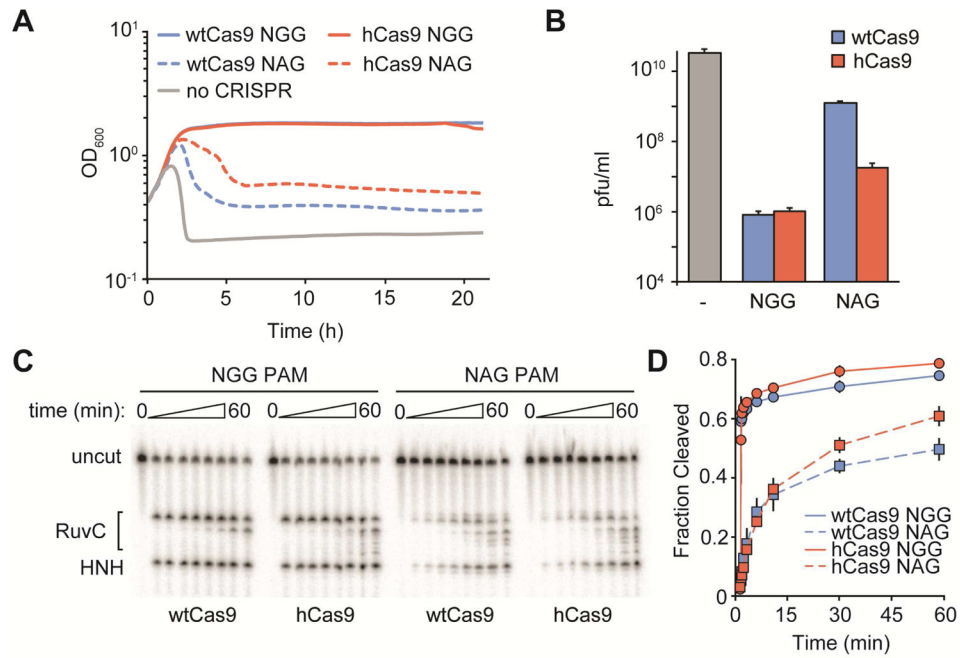 A
10¹
wtCas9 NGG
hCas9 NGG
wtCas9 NAG
hCas9 NAG
no CRISPR
OD₆₀₀
10⁰
10⁻¹
0 5 10 15 20
Time (h)
B
wtCas9
hCas9
pfu/ml
10¹⁰
10⁸
10⁶
10⁴
- NGG NAG
C
NGG PAM NAG PAM
time (min): 0 60 0 60 0 60 0 60
uncut
RuvC
HNH
wtCas9 hCas9 wtCas9 hCas9
D
Fraction Cleaved
0.8
0.6
0.4
0.2
0
wtCas9 NGG
wtCas9 NAG
hCas9 NGG
hCas9 NAG
0 15 30 45 60
Time (min)